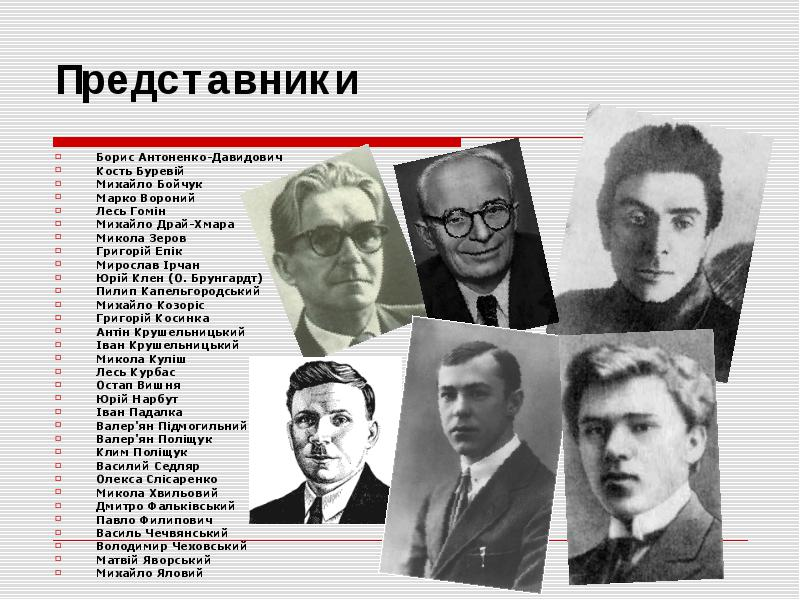 Представники
Борис Антоненко-Давидович
Кость Буревій
Михайло Бойчук
Марко Вороний
Лесь Гомін
Михайло Драй-Хмара
Микола Зеров
Григорій Епік
Мирослав Ірчан
Юрій Клен (О. Брунгардт)
Пилип Капельгородський
Михайло Козоріс
Григорій Косинка
Антін Крушельницький
Іван Крушельницький
Микола Куліш
Лесь Курбас
Остап Вишня
Юрій Нарбут
Іван Падалка
Валер'ян Підмогильний
Валер'ян Поліщук
Клим Поліщук
Василий Седляр
Олекса Слісаренко
Микола Хвильовий
Дмитро Фальківський
Павло Филипович
Василь Чечвянський
Володимир Чеховський
Матвій Яворський
Михайло Яловий